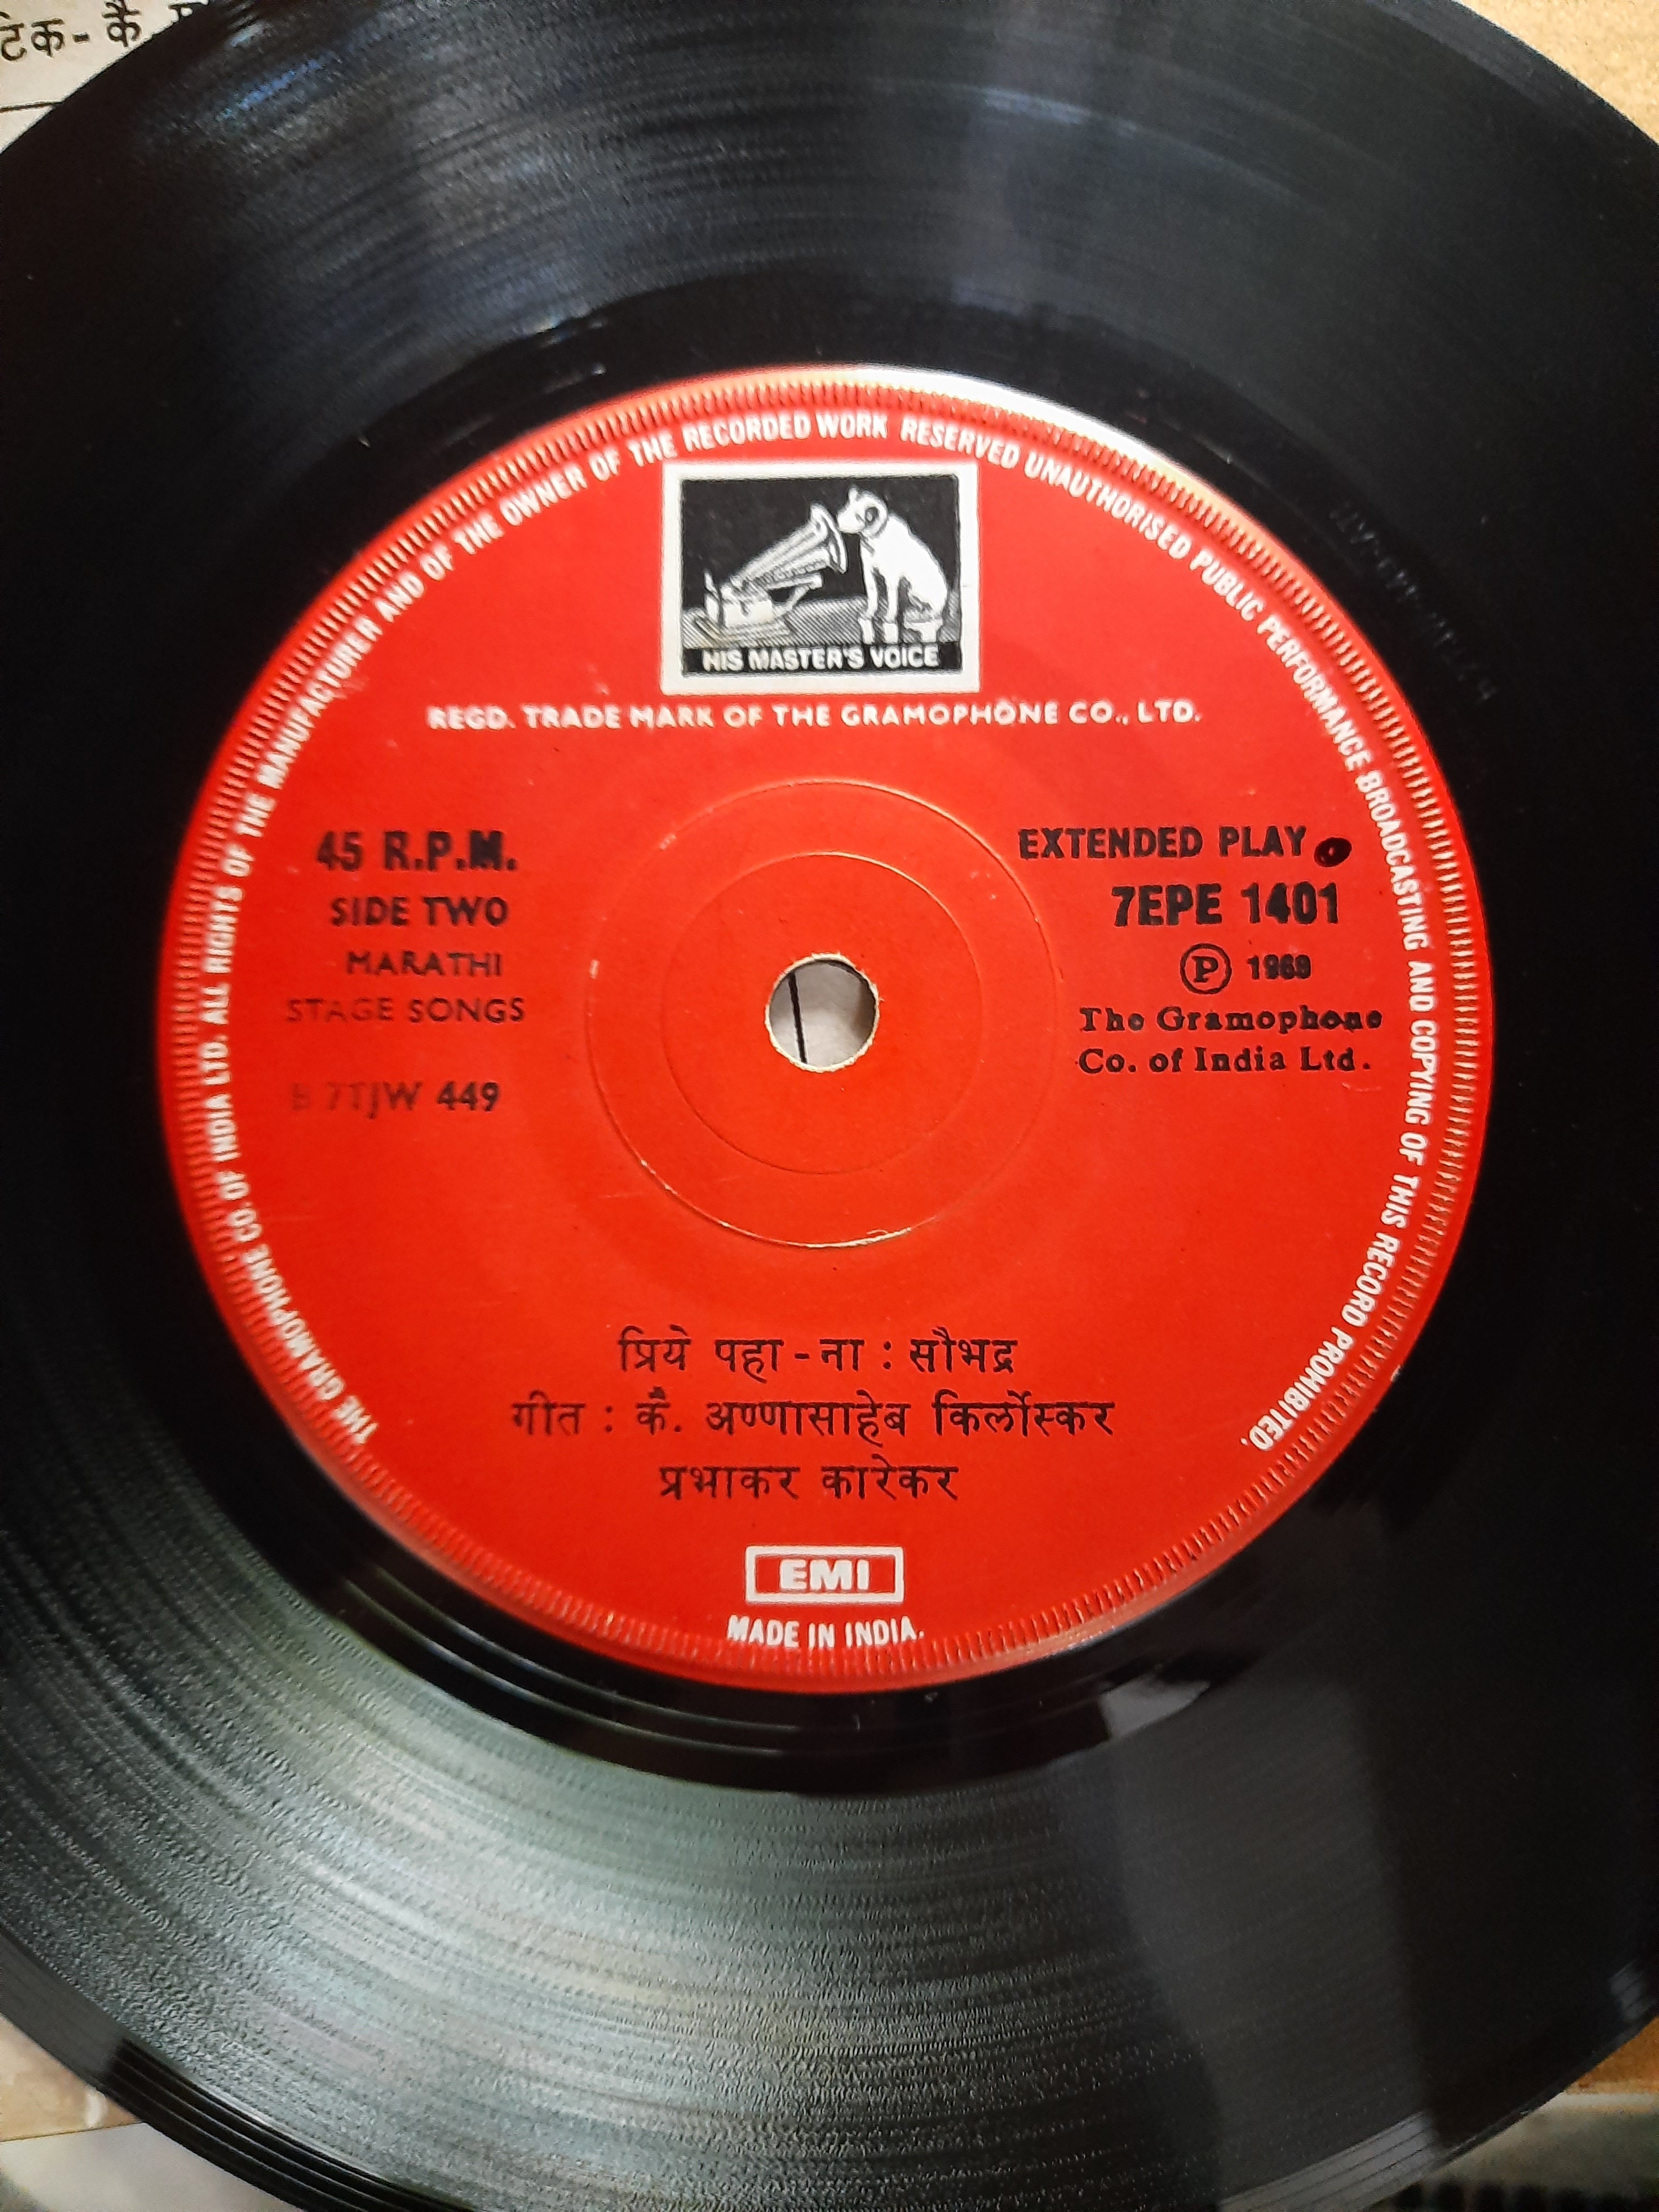 टिक- कै.
THE GRAMOPHONE CO. OF INDIA LTD. ALL RIGHTS OF THE MANUFACTURER AND OF THE OWNER OF THE RECORDED WORK RESERVED UNAUTHORISED PUBLIC PERFORMANCE BROADCASTING AND COPYING OF THIS RECORD PROHIBITED.
HIS MASTER'S VOICE
REGD. TRADE MARK OF THE GRAMOPHONE CO., LTD.
45 R.P.M.
SIDE TWO
MARATHI
STAGE SONGS
7TJW 449
EXTENDED PLAY
7EPE 1401
Ⓟ 1969
The Gramophone
Co. of India Ltd.
प्रिये पहा - ना : सौभद्र
गीत : कै. अण्णासाहेब किर्लोस्कर
प्रभाकर कारेकर
EMI
MADE IN INDIA.